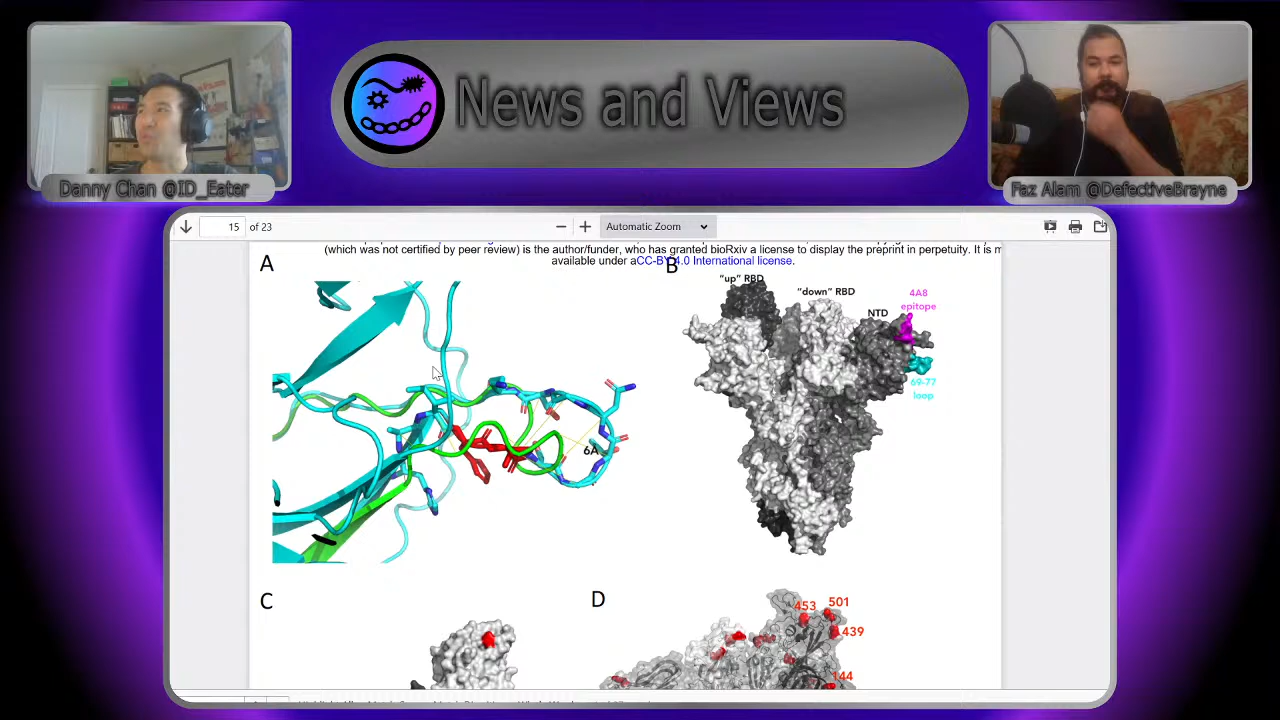 News and Views
Danny Chan @ID_Eater
Faz Alam @DefectiveBrayne
15 of 23
Automatic Zoom
(which was not certified by peer review) is the author/funder, who has granted bioRxiv a license to display the preprint in perpetuity. It is m
available under aCC-BY 4.0 International license.
A
B
"up" RBD
"down" RBD
NTD
4A8
epitope
69-77
loop
6A
C
D
453
501
439
144